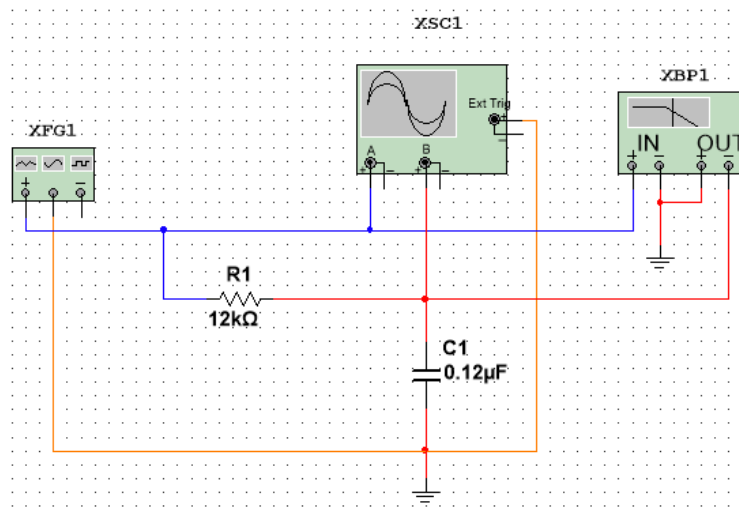 XSC1
XBP1
XFG1
Ext Trig
+
-
A
B
+ - + -
IN OUT
+ - + -
+ -
R1
12kΩ
C1
0.12µF